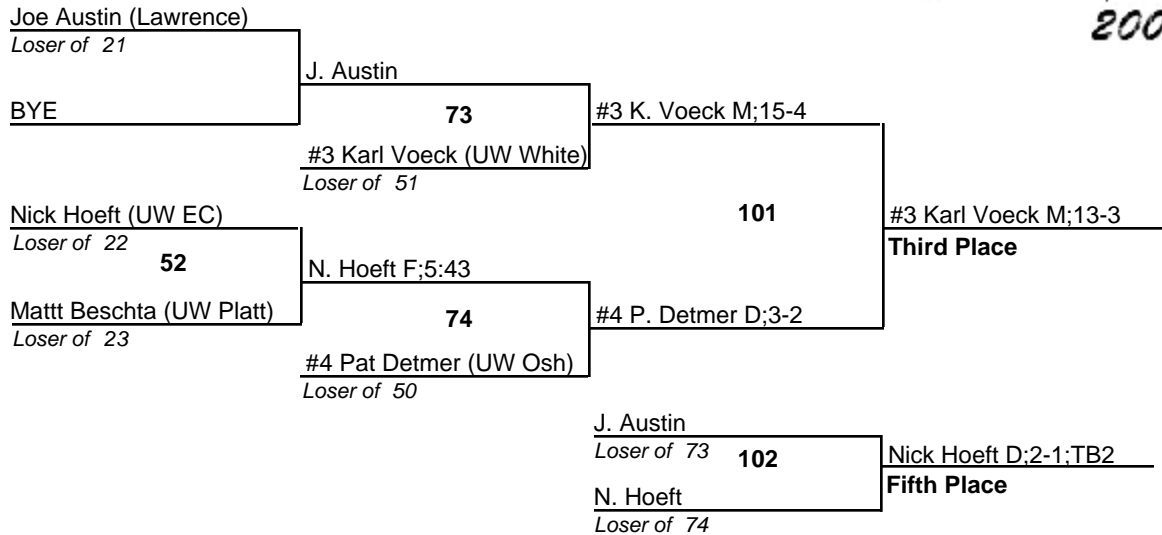 200
Joe Austin (Lawrence)
Loser of 21
J. Austin
BYE
73
#3 K. Voeck M;15-4
#3 Karl Voeck (UW White)
Loser of 51
Nick Hoeft (UW EC)
101
#3 Karl Voeck M;13-3
Loser of 22
Third Place
52
N. Hoeft F;5:43
Mattt Beschta (UW Platt)
74
#4 P. Detmer D;3-2
Loser of 23
#4 Pat Detmer (UW Osh)
Loser of 50
J. Austin
Loser of 73
102
Nick Hoeft D;2-1;TB2
Fifth Place
N. Hoeft
Loser of 74